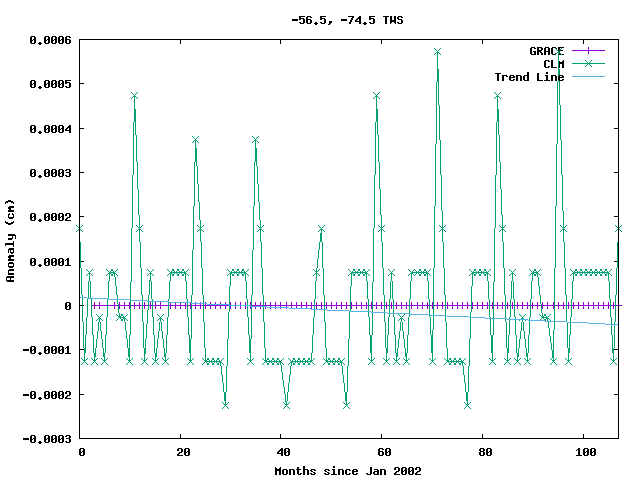 -56.5, -74.5 TWS
GRACE
CLM
Trend Line
0.0006
0.0005
0.0004
0.0003
0.0002
0.0001
0
-0.0001
-0.0002
-0.0003
Anomaly (cm)
0 20 40 60 80 100
Months since Jan 2002